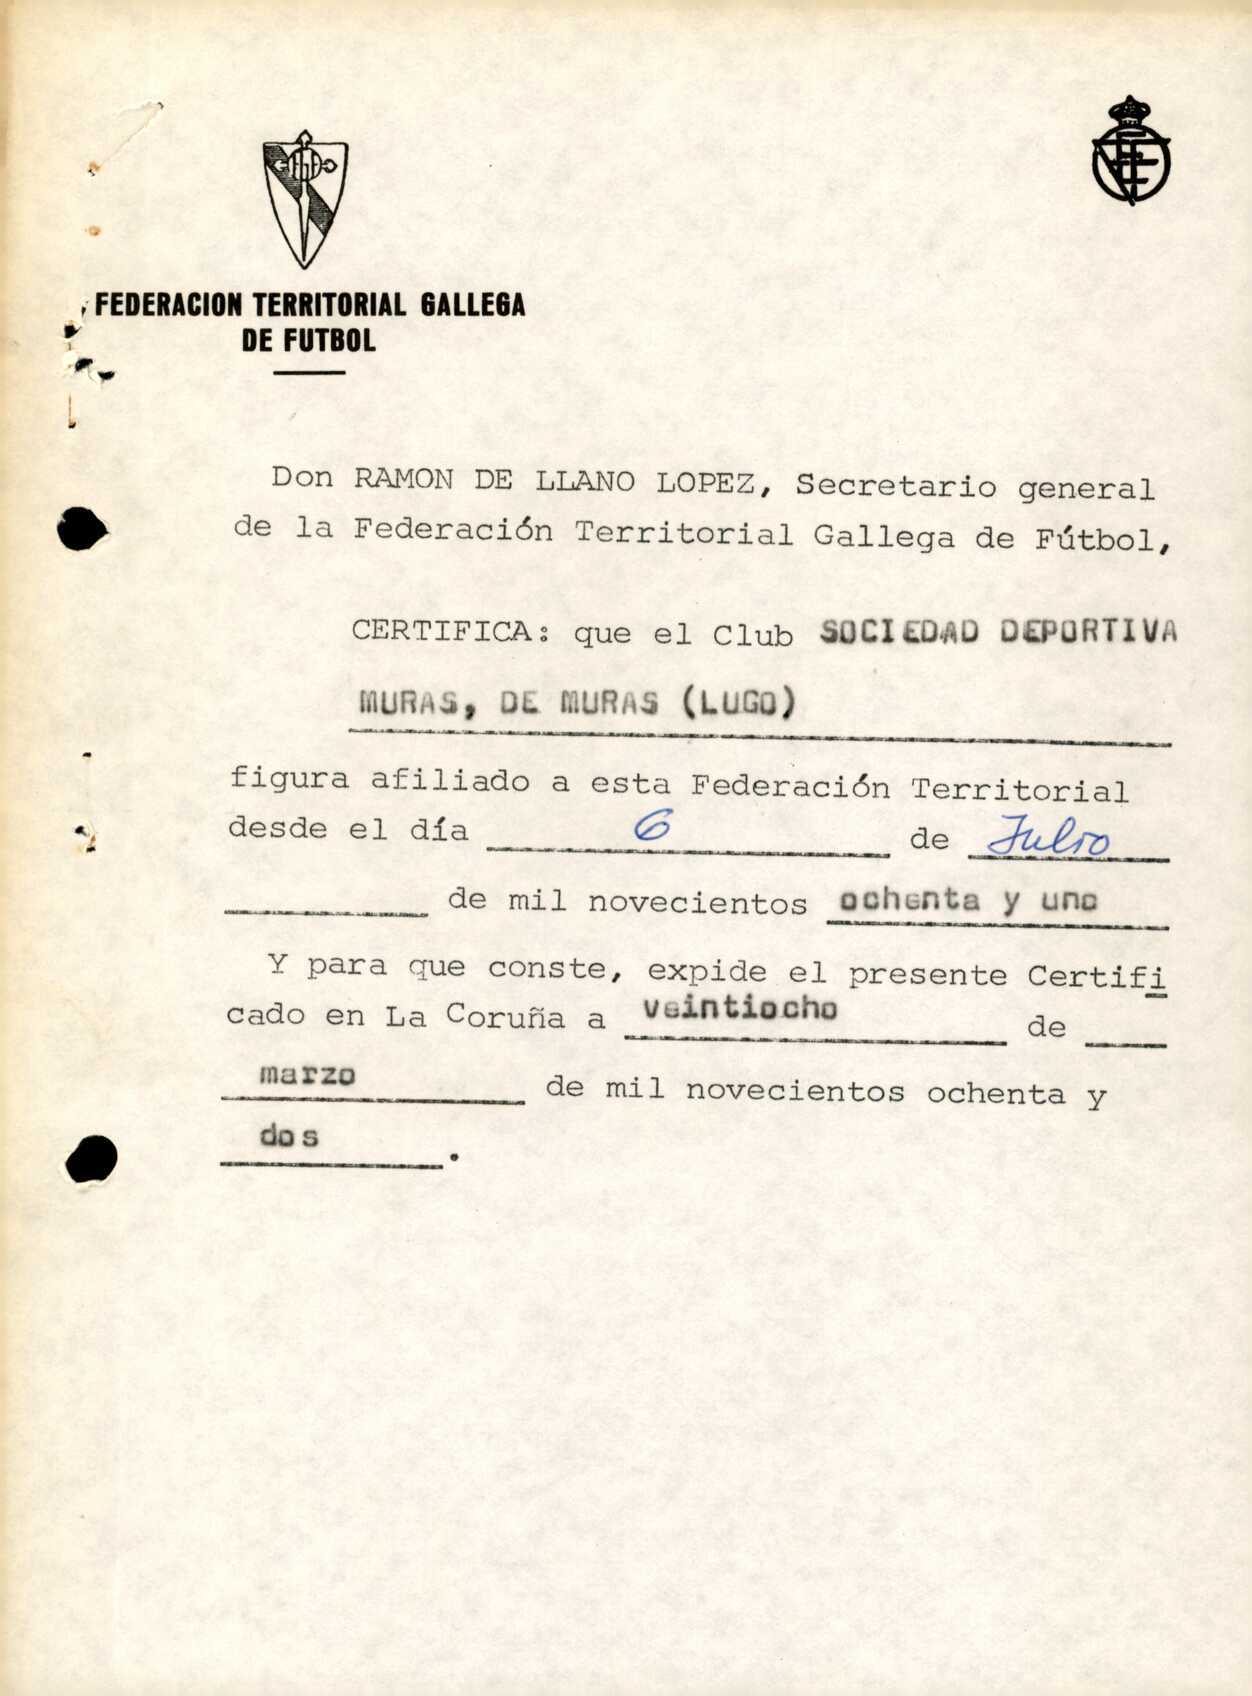 FEDERACION TERRITORIAL GALLEGA
DE FUTBOL
Don RAMON DE LLANO LOPEZ, Secretario general
de la Federación Territorial Gallega de Fútbol,
CERTIFICA: que el Club SOCIEDAD DEPORTIVA
MURAS, DE MURAS (LUGO)
figura afiliado a esta Federación Territorial
desde el día 6 de Julio
de mil novecientos ochenta y uno
Y para que conste, expide el presente Certifi
cado en La Coruña a veintiocho de
marzo de mil novecientos ochenta y
dos.